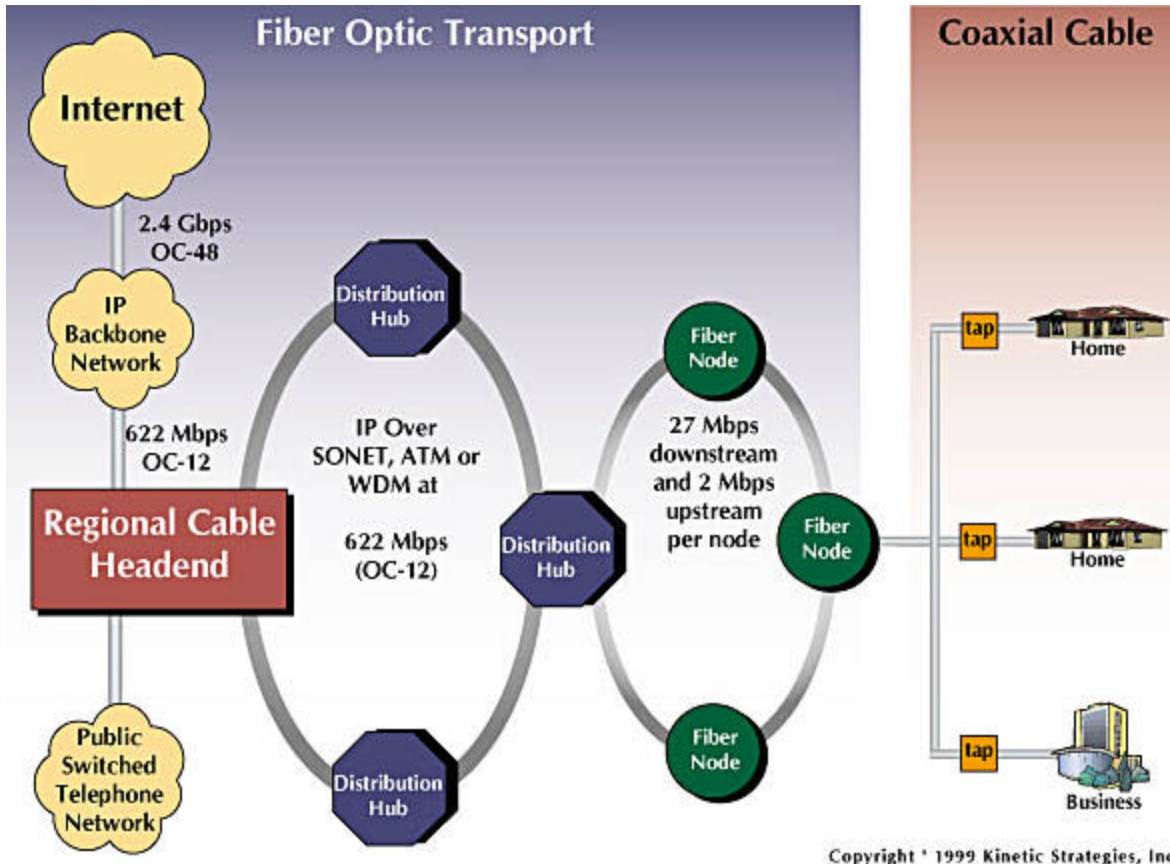 Fiber Optic Transport
Coaxial Cable
Internet
2.4 Gbps
OC-48
IP
Backbone
Network
622 Mbps
OC-12
Regional Cable
Headend
Public
Switched
Telephone
Network
Distribution
Hub
IP Over
SONET, ATM or
WDM at
622 Mbps
(OC-12)
Distribution
Hub
Distribution
Hub
Fiber
Node
27 Mbps
downstream
and 2 Mbps
upstream
per node
Fiber
Node
Fiber
Node
tap
Home
tap
Home
tap
Business
Copyright ' 1999 Kinetic Strategies, Inc